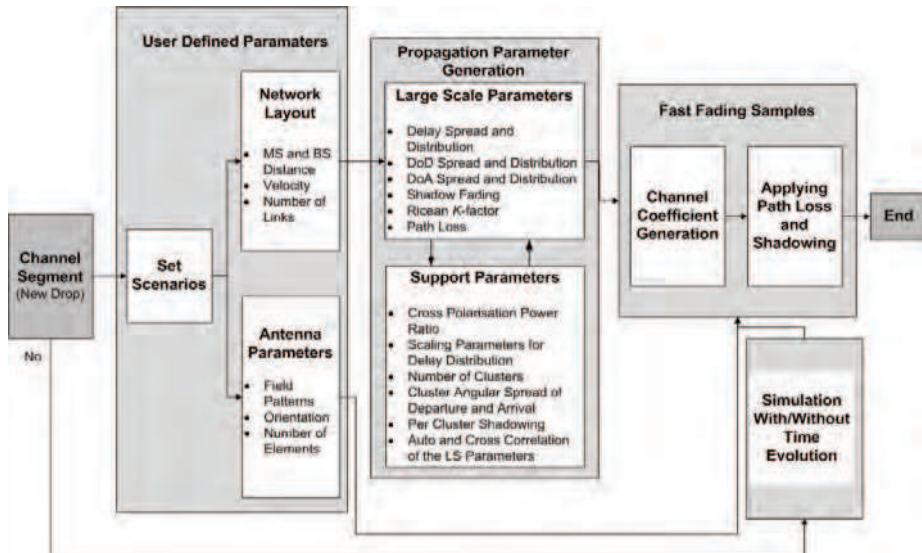 User Defined Paramaters
Network
Layout
• MS and BS
Distance
• Velocity
• Number of
Links
Channel
Segment
(New Drop)
No
Set
Scenarios
Antenna
Parameters
• Field
Patterns
• Orientation
• Number of
Elements
Propagation Parameter
Generation
Large Scale Parameters
• Delay Spread and
Distribution
• DoD Spread and Distribution
• DoA Spread and Distribution
• Shadow Fading
• Ricean K-factor
• Path Loss
Support Parameters
• Cross Polarisation Power
Ratio
• Scaling Parameters for
Delay Distribution
• Number of Clusters
• Cluster Angular Spread of
Departure and Arrival
• Per Cluster Shadowing
• Auto and Cross Correlation
of the LS Parameters
Fast Fading Samples
Channel
Coefficient
Generation
Applying
Path Loss
and
Shadowing
End
Simulation
With/Without
Time
Evolution